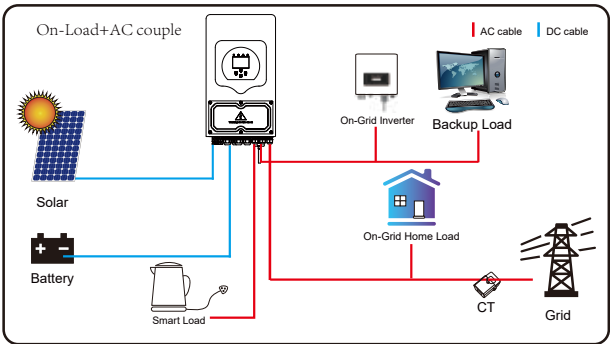 On-Load+AC couple
AC cable
DC cable
On-Grid Inverter
Backup Load
Solar
On-Grid Home Load
Battery
Smart Load
CT
Grid